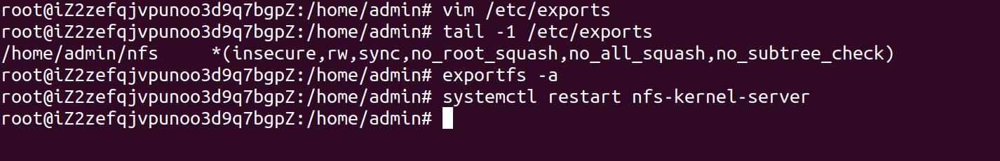 root@iZ2zefqjvpunoo3d9q7bgpZ:/home/admin# vim /etc/exports
root@iZ2zefqjvpunoo3d9q7bgpZ:/home/admin# tail -1 /etc/exports
/home/admin/nfs     *(insecure,rw,sync,no_root_squash,no_all_squash,no_subtree_check)
root@iZ2zefqjvpunoo3d9q7bgpZ:/home/admin# exportfs -a
root@iZ2zefqjvpunoo3d9q7bgpZ:/home/admin# systemctl restart nfs-kernel-server
root@iZ2zefqjvpunoo3d9q7bgpZ:/home/admin#